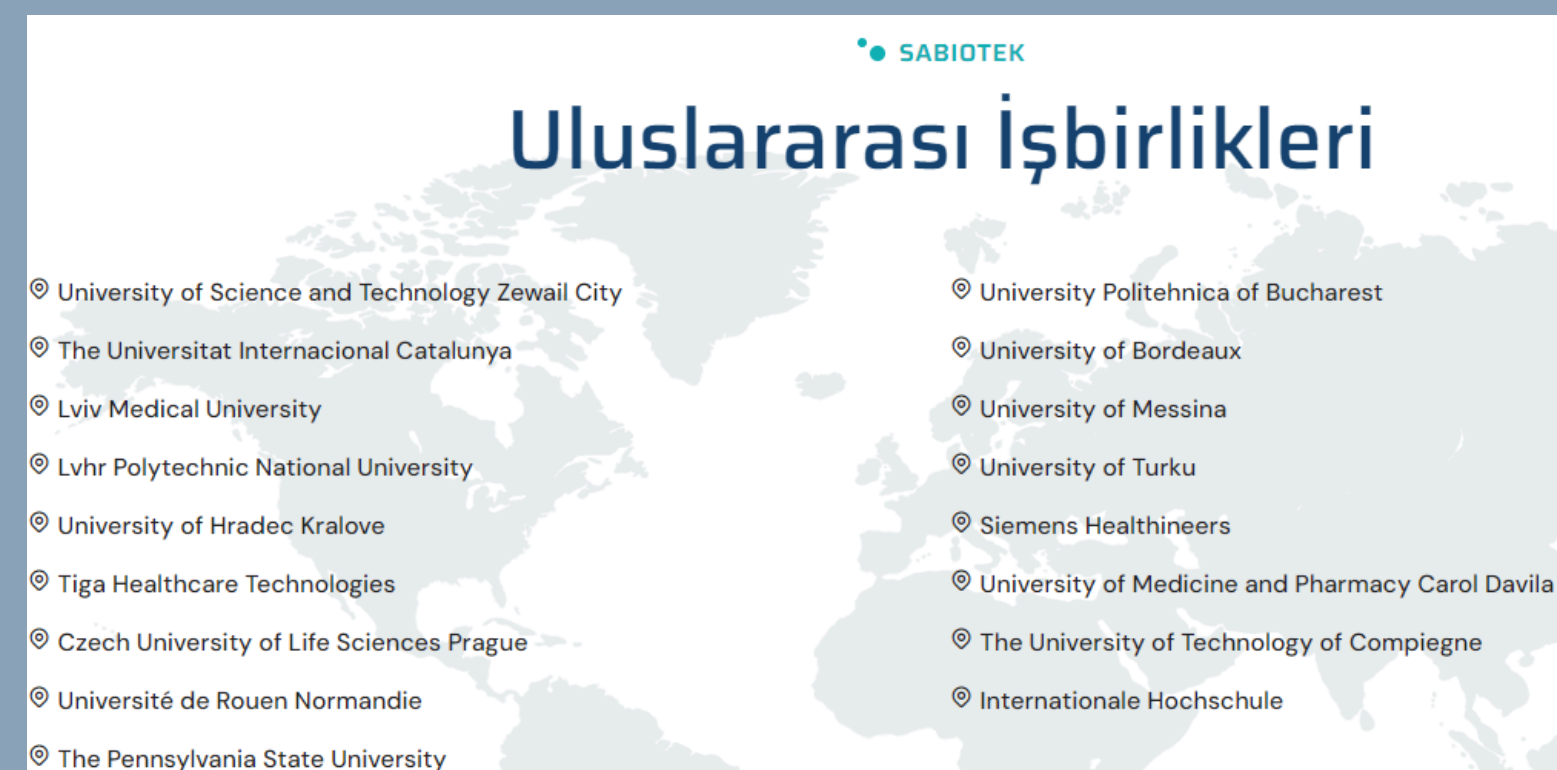 SABIOTEK
Uluslararası İşbirlikleri
University of Science and Technology Zewail City
The Universitat Internacional Catalunya
Lviv Medical University
Lvhr Polytechnic National University
University of Hradec Kralove
Tiga Healthcare Technologies
Czech University of Life Sciences Prague
Université de Rouen Normandie
The Pennsylvania State University
University Politehnica of Bucharest
University of Bordeaux
University of Messina
University of Turku
Siemens Healthineers
University of Medicine and Pharmacy Carol Davila
The University of Technology of Compiegne
Internationale Hochschule